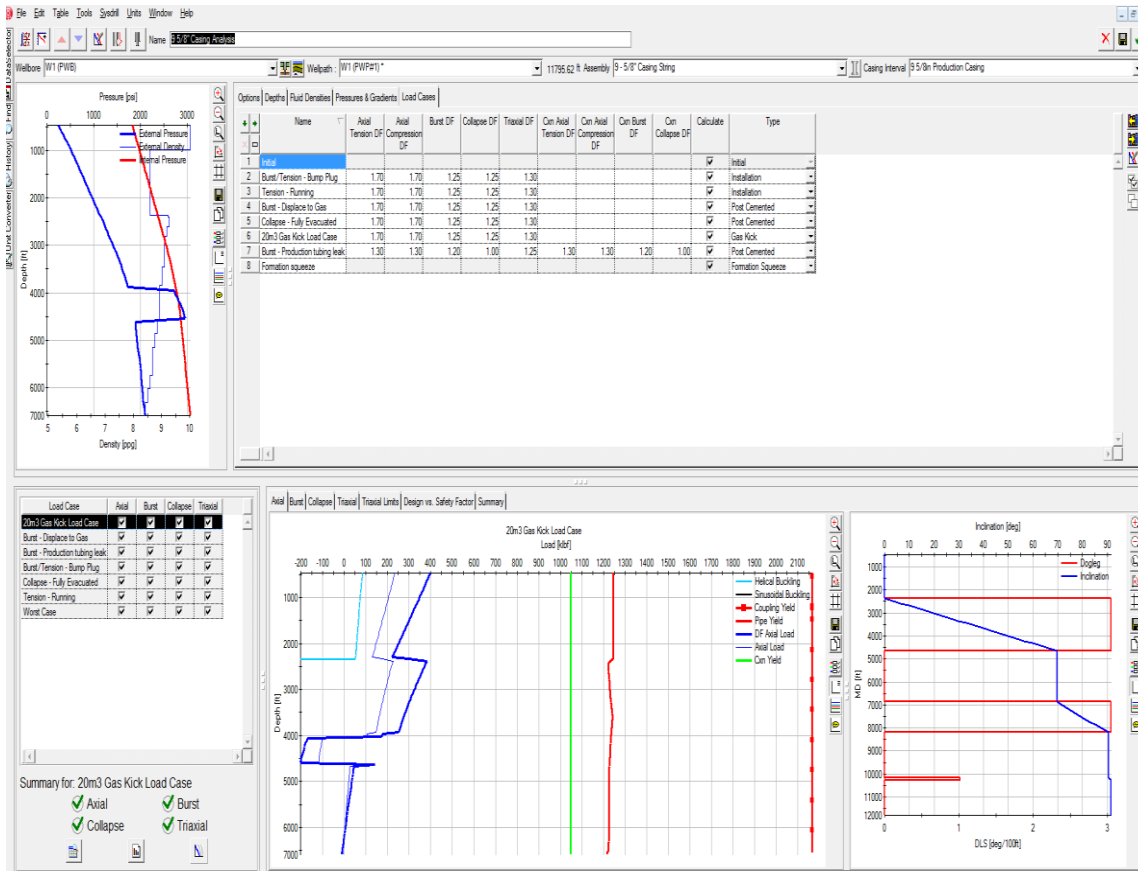 File Edit Table Tools Sysdrill Units Window Help
Name 9 5/8" Casing Analysis
Wellbore W1 (PWB) Wellpath : W1 (PWP#1) * 11795.62 ft Assembly 9 - 5/8" Casing String Casing Interval 9 5/8in Production Casing
DataSelector
Find
History
Unit Converter
Pressure [psi]
0 1000 2000 3000
External Pressure
External Density
Internal Pressure
Depth [ft]
1000
2000
3000
4000
5000
6000
7000
5 6 7 8 9 10
Density [ppg]
Options Depths Fluid Densities Pressures & Gradients Load Cases
Name Axial Tension DF Axial Compression DF Burst DF Collapse DF Triaxial DF Cxn Axial Tension DF Cxn Axial Compression DF Cxn Burst DF Cxn Collapse DF Calculate Type
1 Initial Initial
2 Burst/Tension - Bump Plug 1.70 1.70 1.25 1.25 1.30 Installation
3 Tension - Running 1.70 1.70 1.25 1.25 1.30 Installation
4 Burst - Displace to Gas 1.70 1.70 1.25 1.25 1.30 Post Cemented
5 Collapse - Fully Evacuated 1.70 1.70 1.25 1.25 1.30 Post Cemented
6 20m3 Gas Kick Load Case 1.70 1.70 1.25 1.25 1.30 Gas Kick
7 Burst - Production tubing leak 1.30 1.30 1.20 1.00 1.25 1.30 1.30 1.20 1.00 Post Cemented
8 Formation squeeze Formation Squeeze
Load Case Axial Burst Collapse Triaxial
20m3 Gas Kick Load Case
Burst - Displace to Gas
Burst - Production tubing leak
Burst/Tension - Bump Plug
Collapse - Fully Evacuated
Tension - Running
Worst Case
Summary for: 20m3 Gas Kick Load Case
Axial Burst
Collapse Triaxial
Axial Burst Collapse Triaxial Triaxial Limits Design vs. Safety Factor Summary
20m3 Gas Kick Load Case
Load [klbf]
-200 -100 0 100 200 300 400 500 600 700 800 900 1000 1100 1200 1300 1400 1500 1600 1700 1800 1900 2000 2100
Helical Buckling
Sinusoidal Buckling
Coupling Yield
Pipe Yield
DF Axial Load
Axial Load
Cxn Yield
Depth [ft]
1000
2000
3000
4000
5000
6000
7000
Inclination [deg]
0 10 20 30 40 50 60 70 80 90
Dogleg
Inclination
MD [ft]
1000
2000
3000
4000
5000
6000
7000
8000
9000
10000
11000
12000
0 1 2 3
DLS [deg/100ft]